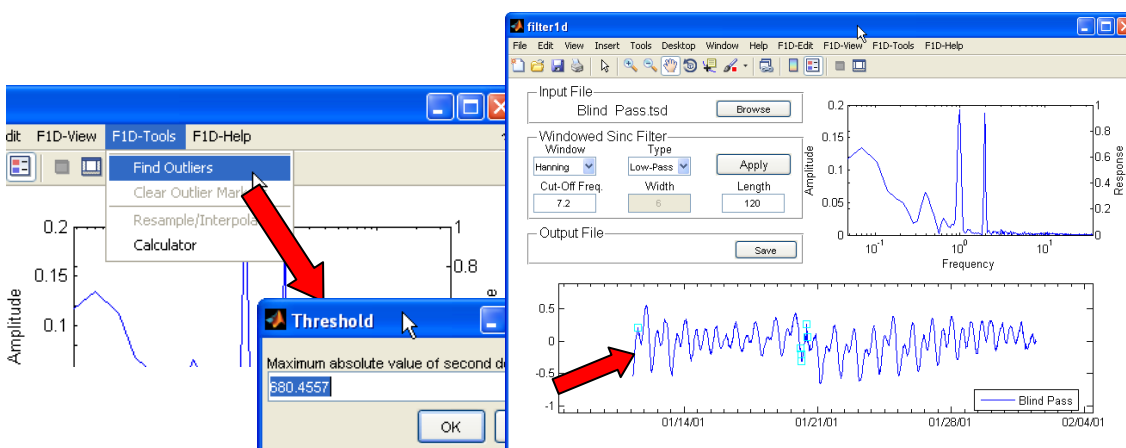 dit F1D-View F1D-Tools F1D-Help
Find Outliers
Clear Outlier
Calculator
0.2
0.15
0.1
Amplitude
1
0.8
Threshold
Maximum absolute value of second
680.4557
OK
filter1d
File Edit View Insert Tools Desktop Window Help F1D-Edit F1D-View F1D-Tools F1D-Help
Input File
Blind Pass.tsd Browse
Windowed Sinc Filter
Window Type
Hanning Low-Pass Apply
Cut-Off Freq. Width Length
7.2 6 120
Output File
Save
0.2
0.15
0.1
0.05
0
Amplitude
1
0.8
0.6
0.4
0.2
0
Response
10-1 100 101
Frequency
0.5
0
-0.5
-1
Blind Pass
01/14/01 01/21/01 01/28/01 02/04/01